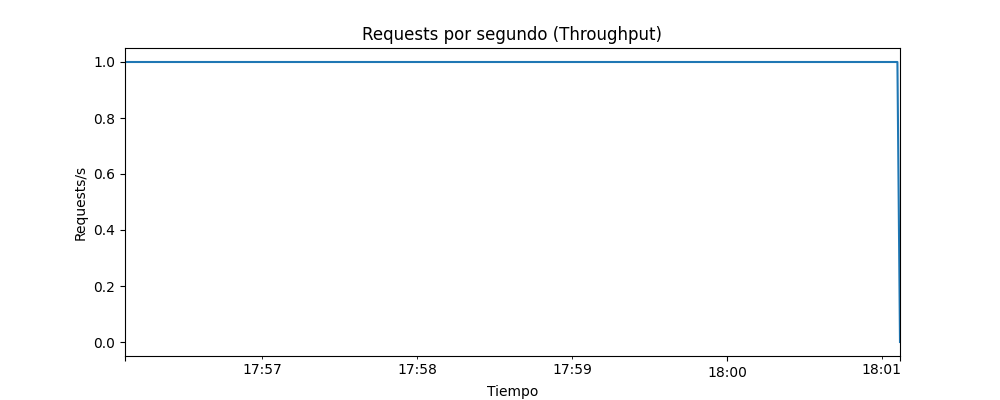 Requests por segundo (Throughput)
Requests/s
1.0
0.8
0.6
0.4
0.2
0.0
17:57 17:58 17:59 18:00 18:01
Tiempo